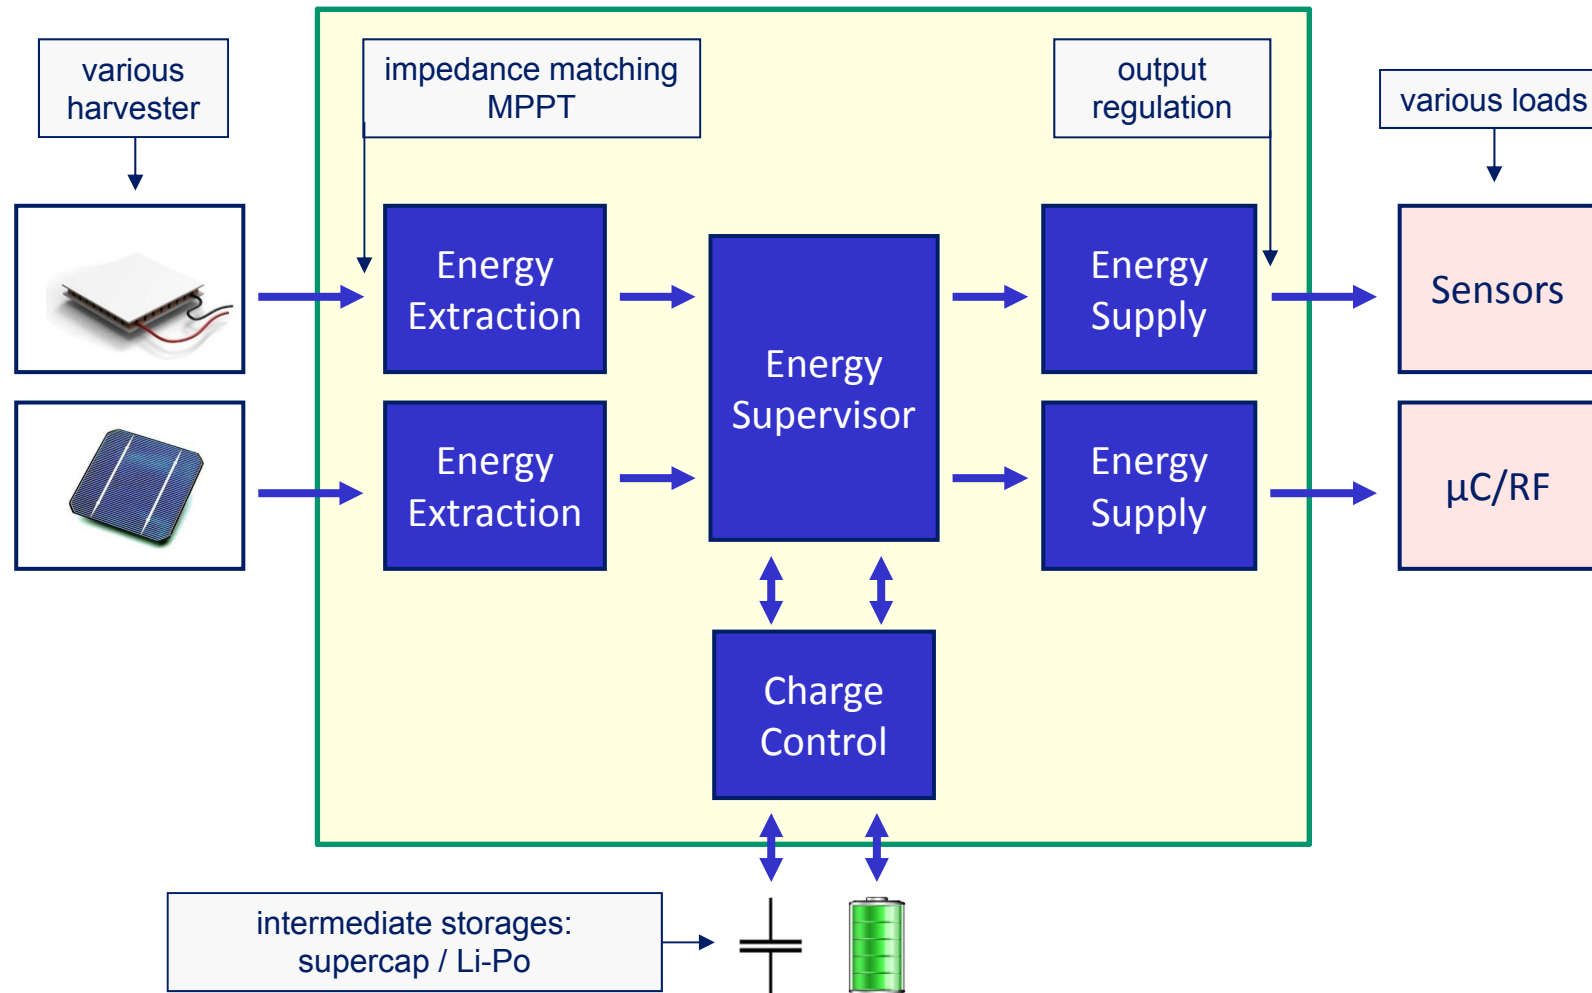 various
harvester
impedance matching
MPPT
output
regulation
various loads
Energy
Extraction
Energy
Supervisor
Energy
Supply
Sensors
Energy
Extraction
Energy
Supply
µC/RF
Charge
Control
intermediate storages:
supercap / Li-Po